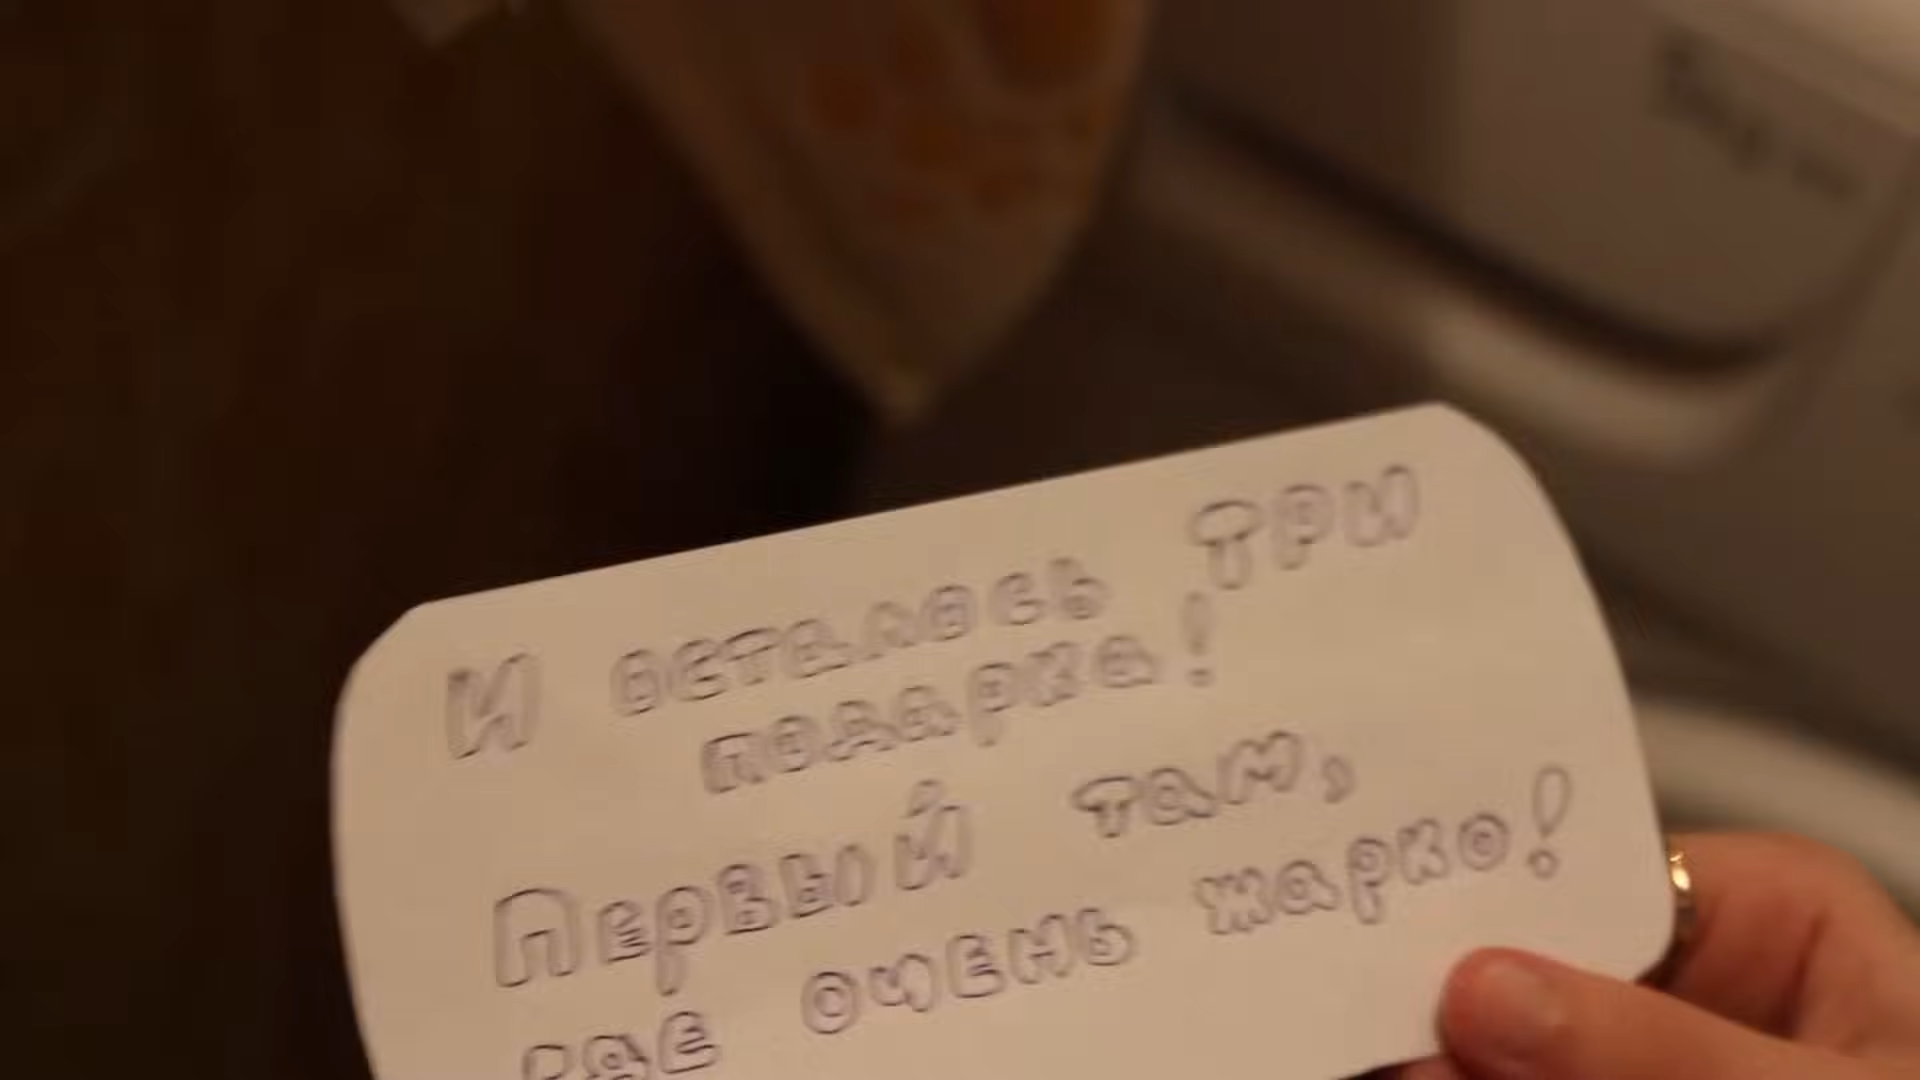 И осталось ТРИ
подарка!
Первый там,
где очень жарко!